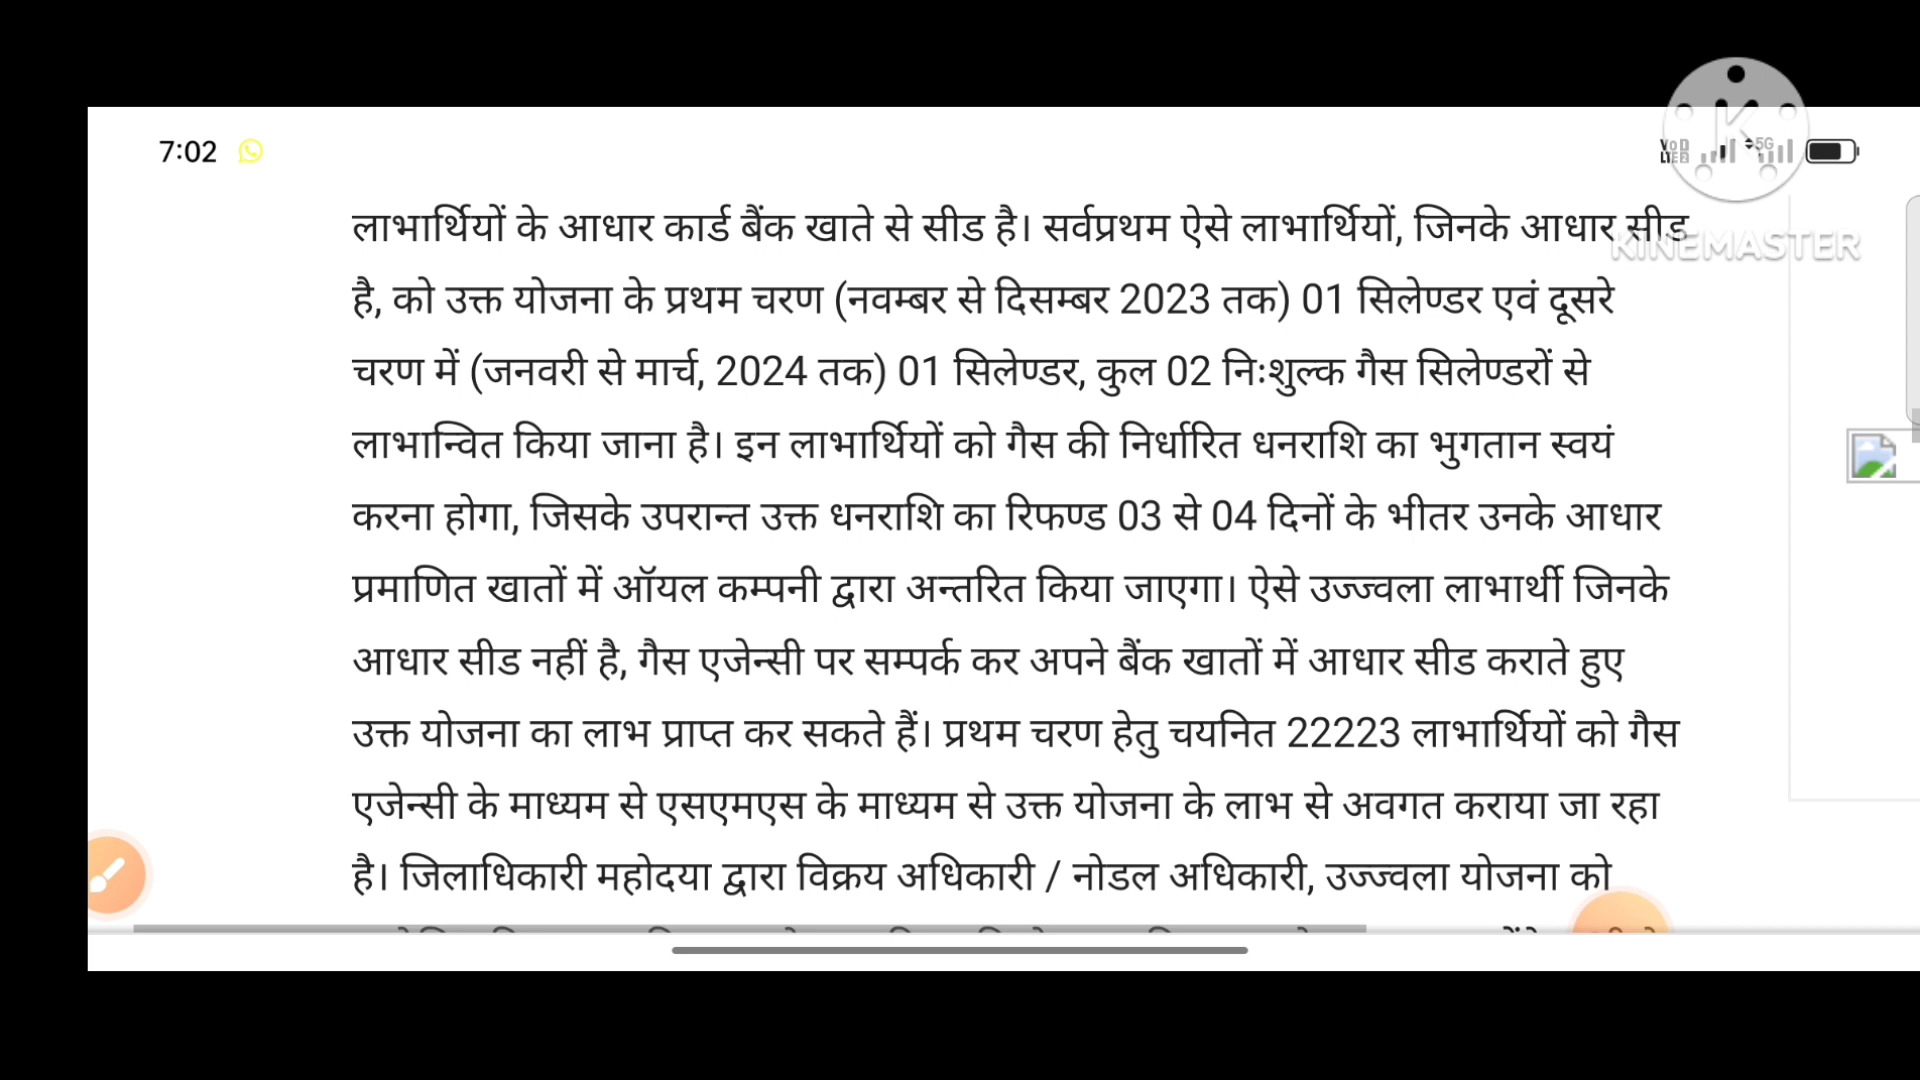 7:02
VoD LTE2 5G
K
KINEMASTER
लाभार्थियों के आधार कार्ड बैंक खाते से सीड है। सर्वप्रथम ऐसे लाभार्थियों, जिनके आधार सीड
है, को उक्त योजना के प्रथम चरण (नवम्बर से दिसम्बर 2023 तक) 01 सिलेण्डर एवं दूसरे
चरण में (जनवरी से मार्च, 2024 तक) 01 सिलेण्डर, कुल 02 निःशुल्क गैस सिलेण्डरों से
लाभान्वित किया जाना है। इन लाभार्थियों को गैस की निर्धारित धनराशि का भुगतान स्वयं
करना होगा, जिसके उपरान्त उक्त धनराशि का रिफण्ड 03 से 04 दिनों के भीतर उनके आधार
प्रमाणित खातों में ऑयल कम्पनी द्वारा अन्तरित किया जाएगा। ऐसे उज्ज्वला लाभार्थी जिनके
आधार सीड नहीं है, गैस एजेन्सी पर सम्पर्क कर अपने बैंक खातों में आधार सीड कराते हुए
उक्त योजना का लाभ प्राप्त कर सकते हैं। प्रथम चरण हेतु चयनित 22223 लाभार्थियों को गैस
एजेन्सी के माध्यम से एसएमएस के माध्यम से उक्त योजना के लाभ से अवगत कराया जा रहा
है। जिलाधिकारी महोदया द्वारा विक्रय अधिकारी / नोडल अधिकारी, उज्ज्वला योजना को